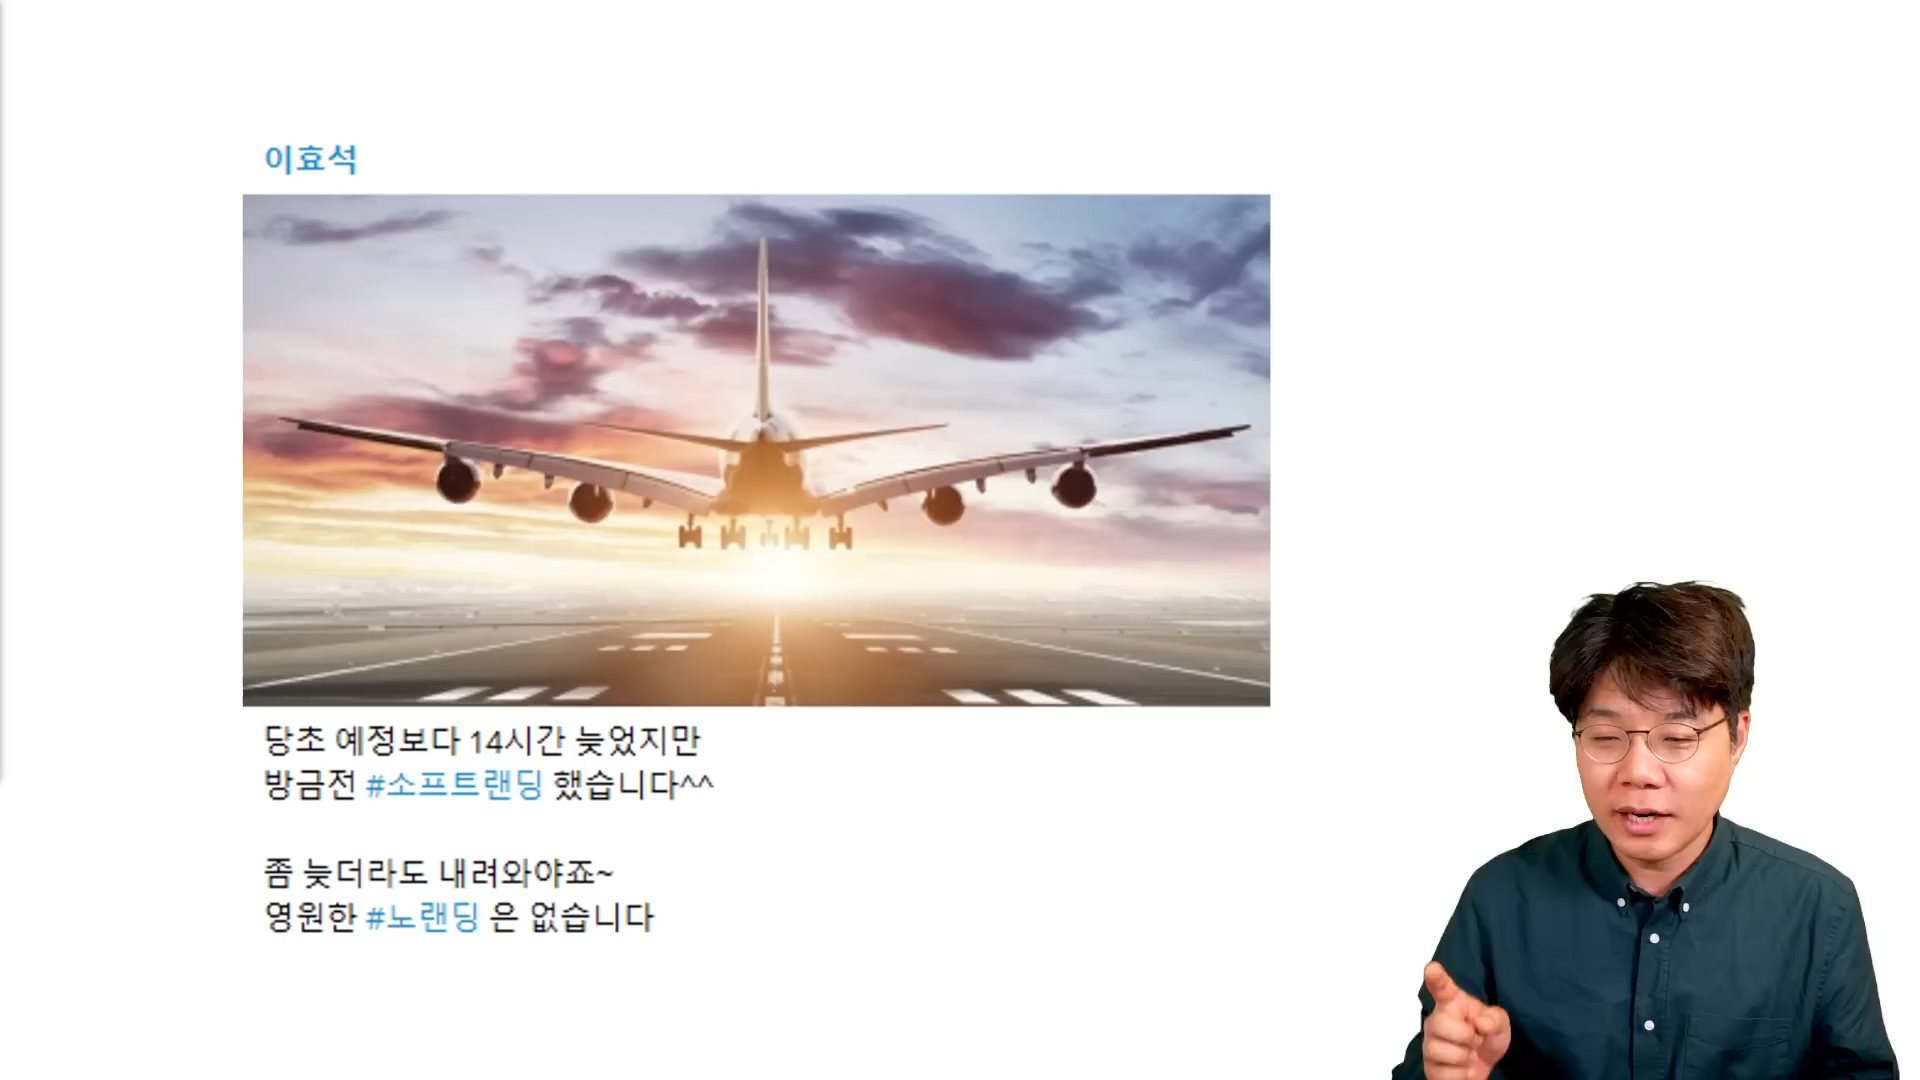 이효석
당초 예정보다 14시간 늦었지만
방금전 #소프트랜딩 했습니다^^
좀 늦더라도 내려와야죠~
영원한 #노랜딩 은 없습니다